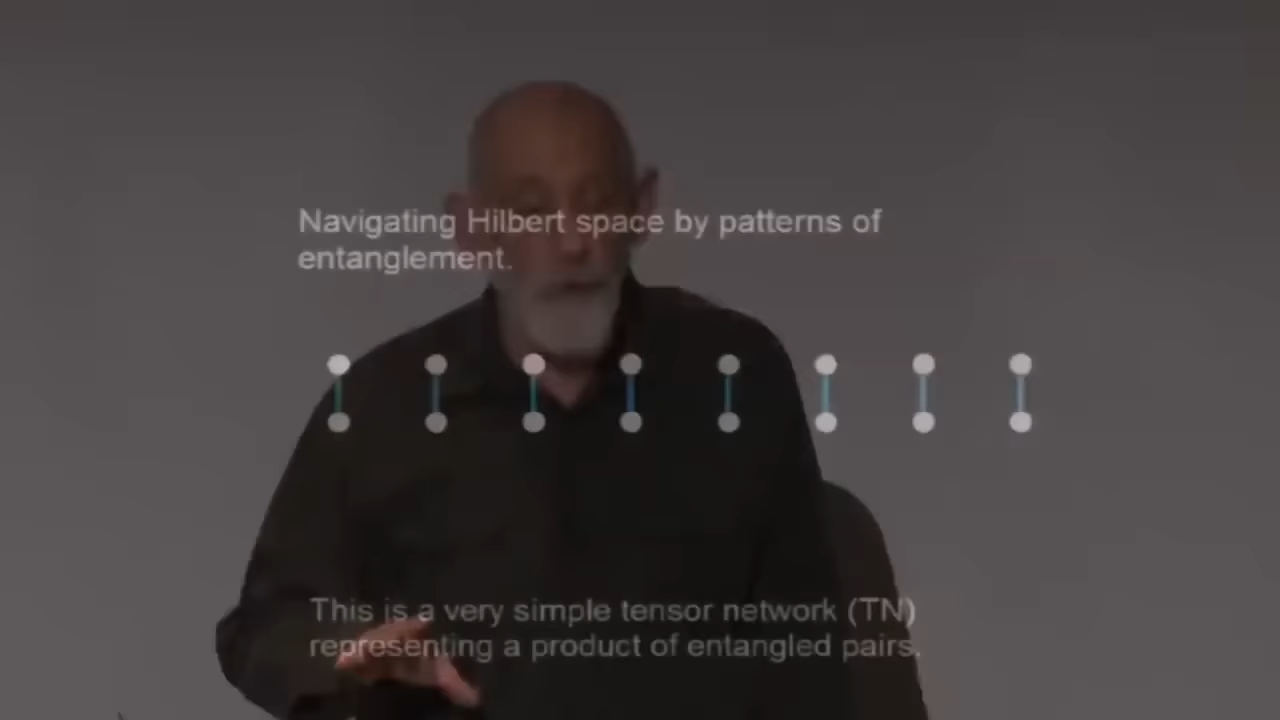 Navigating Hilbert space by patterns of
entanglement.
This is a very simple tensor network (TN)
representing a product of entangled pairs.